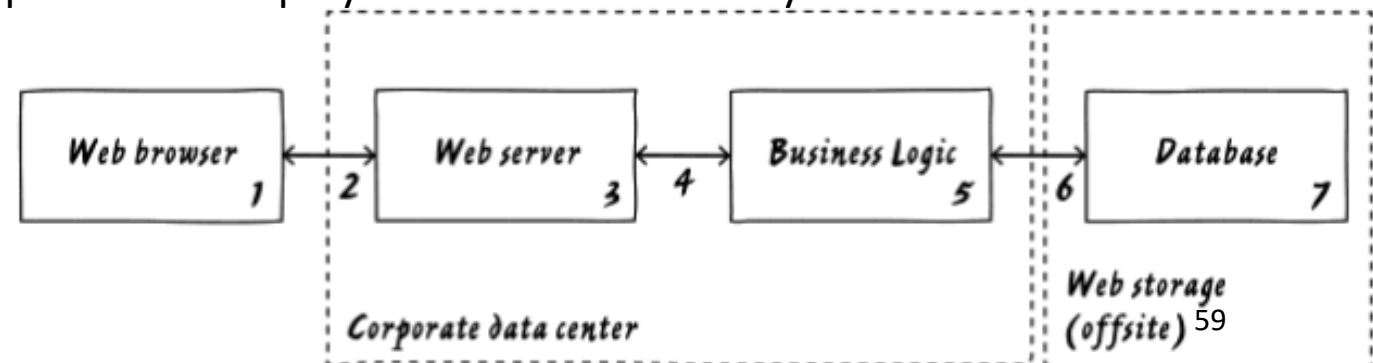 Web browser
1
2
Web server
3
4
Business Logic
5
6
Database
7
Corporate data center
Web storage
(offsite) 59